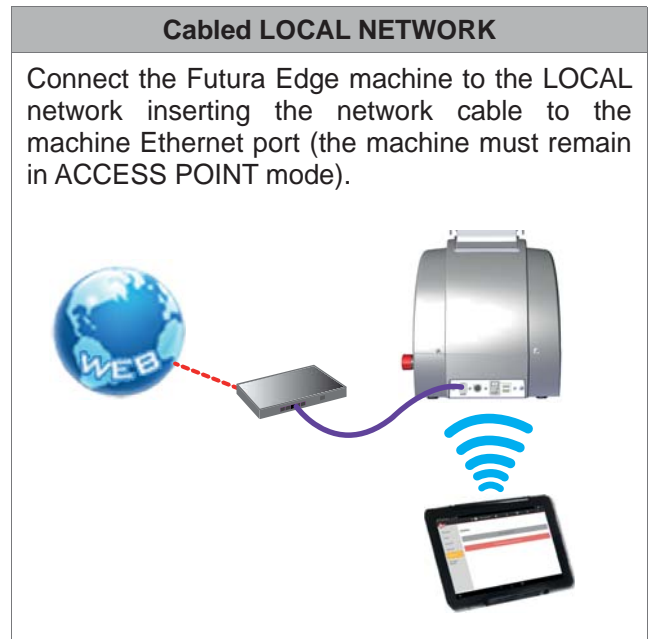 Cabled LOCAL NETWORK
Connect the Futura Edge machine to the LOCAL
network inserting the network cable to the
machine Ethernet port (the machine must remain
in ACCESS POINT mode).
WEB